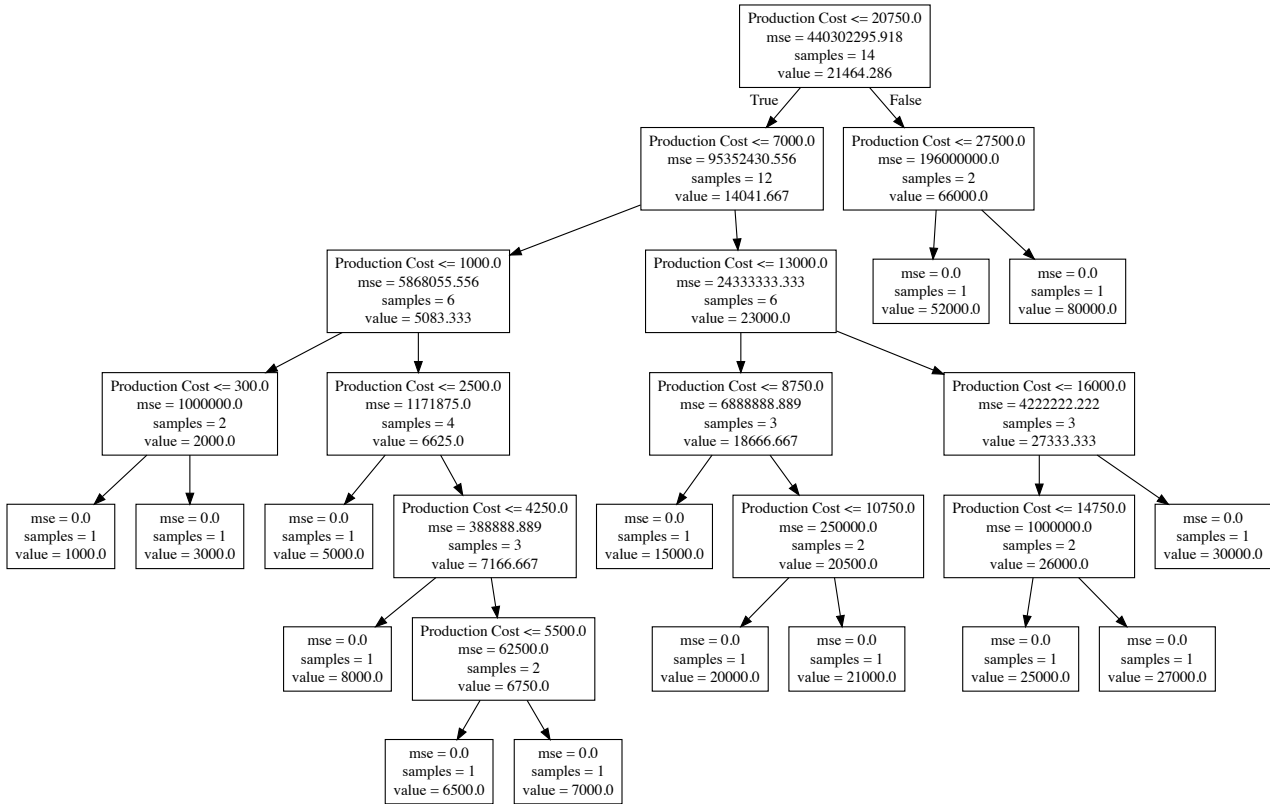 Production Cost <= 20750.0
mse = 440302295.918
samples = 14
value = 21464.286
True
False
Production Cost <= 7000.0
mse = 95352430.556
samples = 12
value = 14041.667
Production Cost <= 27500.0
mse = 196000000.0
samples = 2
value = 66000.0
Production Cost <= 1000.0
mse = 5868055.556
samples = 6
value = 5083.333
Production Cost <= 13000.0
mse = 24333333.333
samples = 6
value = 23000.0
mse = 0.0
samples = 1
value = 52000.0
mse = 0.0
samples = 1
value = 80000.0
Production Cost <= 300.0
mse = 1000000.0
samples = 2
value = 2000.0
Production Cost <= 2500.0
mse = 1171875.0
samples = 4
value = 6625.0
Production Cost <= 8750.0
mse = 6888888.889
samples = 3
value = 18666.667
Production Cost <= 16000.0
mse = 4222222.222
samples = 3
value = 27333.333
mse = 0.0
samples = 1
value = 1000.0
mse = 0.0
samples = 1
value = 3000.0
mse = 0.0
samples = 1
value = 5000.0
Production Cost <= 4250.0
mse = 388888.889
samples = 3
value = 7166.667
mse = 0.0
samples = 1
value = 15000.0
Production Cost <= 10750.0
mse = 250000.0
samples = 2
value = 20500.0
Production Cost <= 14750.0
mse = 1000000.0
samples = 2
value = 26000.0
mse = 0.0
samples = 1
value = 30000.0
mse = 0.0
samples = 1
value = 8000.0
Production Cost <= 5500.0
mse = 62500.0
samples = 2
value = 6750.0
mse = 0.0
samples = 1
value = 20000.0
mse = 0.0
samples = 1
value = 21000.0
mse = 0.0
samples = 1
value = 25000.0
mse = 0.0
samples = 1
value = 27000.0
mse = 0.0
samples = 1
value = 6500.0
mse = 0.0
samples = 1
value = 7000.0